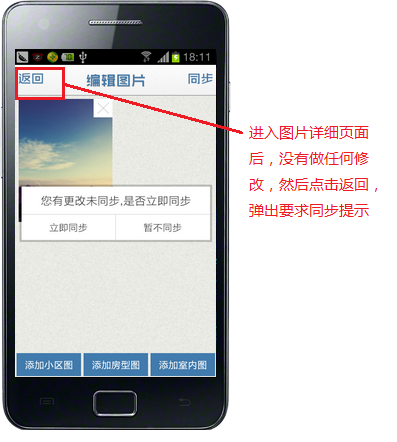 18:11
返回 编辑图片 同步
您有更改未同步,是否立即同步
立即同步 暂不同步
添加小区图 添加房型图 添加室内图
进入图片详细页面
后，没有做任何修
改，然后点击返回，
弹出要求同步提示